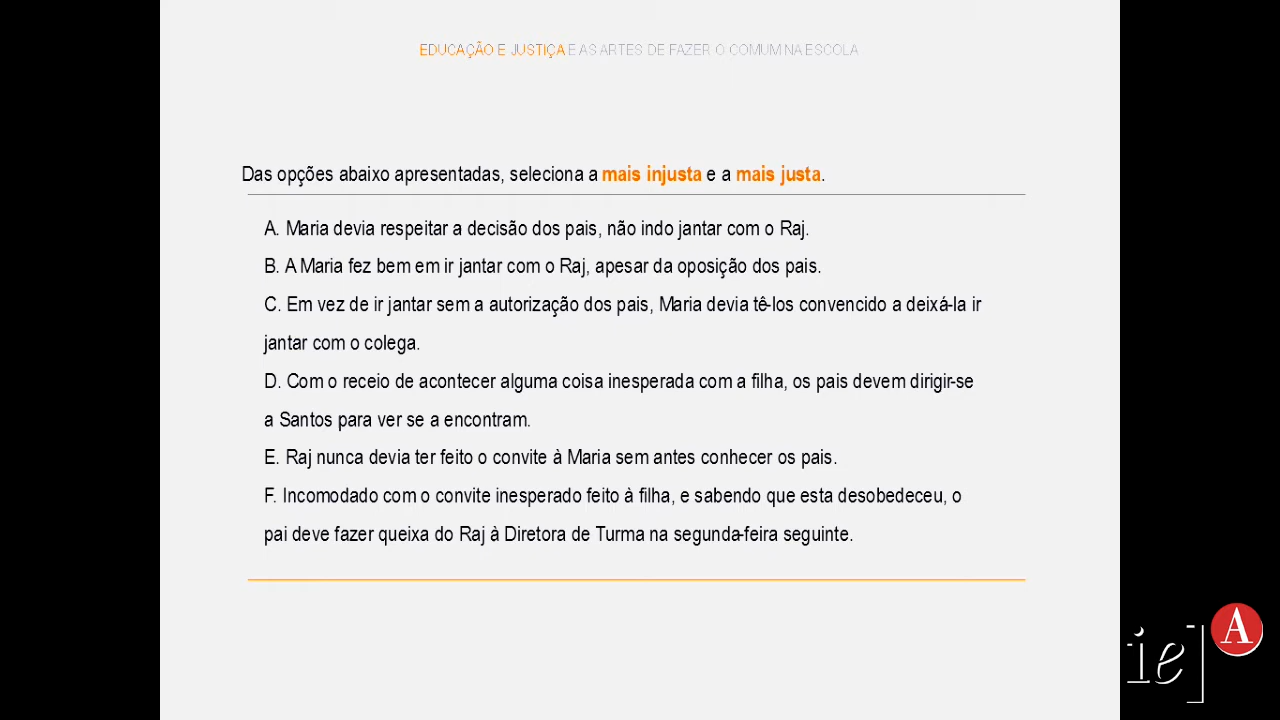 EDUCAÇÃO E JUSTIÇA E AS ARTES DE FAZER O COMUM NA ESCOLA
Das opções abaixo apresentadas, seleciona a mais injusta e a mais justa.
A. Maria devia respeitar a decisão dos pais, não indo jantar com o Raj.
B. A Maria fez bem em ir jantar com o Raj, apesar da oposição dos pais.
C. Em vez de ir jantar sem a autorização dos pais, Maria devia tê-los convencido a deixá-la ir
jantar com o colega.
D. Com o receio de acontecer alguma coisa inesperada com a filha, os pais devem dirigir-se
a Santos para ver se a encontram.
E. Raj nunca devia ter feito o convite à Maria sem antes conhecer os pais.
F. Incomodado com o convite inesperado feito à filha, e sabendo que esta desobedeceu, o
pai deve fazer queixa do Raj à Diretora de Turma na segunda-feira seguinte.
ie] A